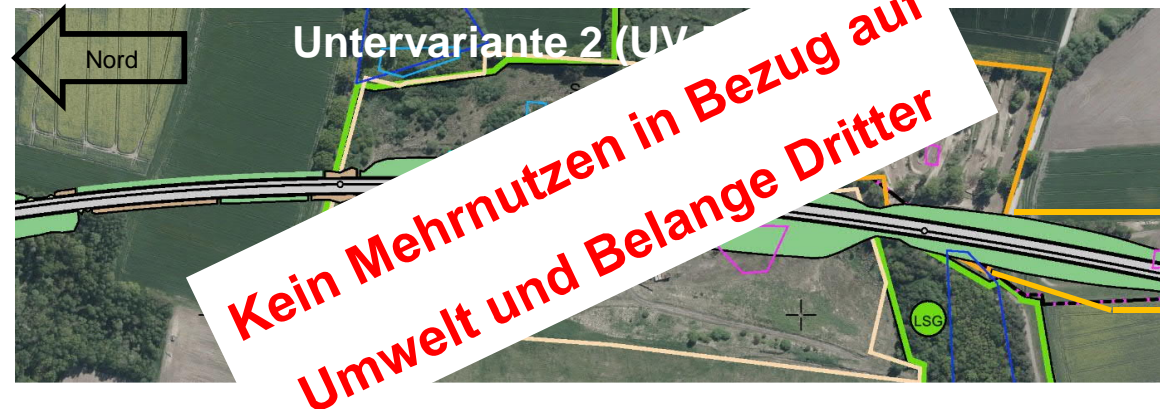 Nord
Untervariante 2 (UV
Kein Mehrnutzen in Bezug auf
Umwelt und Belange Dritter
LSG